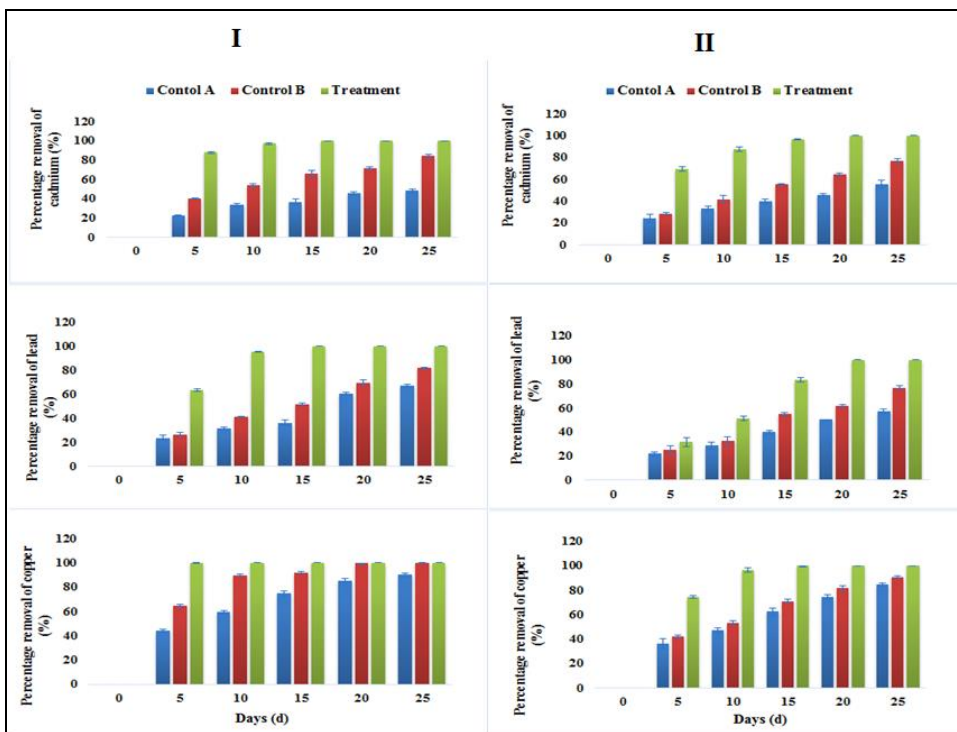 I
II
Contol A Control B Treatment
Percentage removal of
cadmium (%)
120
100
80
60
40
20
0
0 5 10 15 20 25
Contol A Control B Treatment
Percentage removal of
cadmium (%)
120
100
80
60
40
20
0
0 5 10 15 20 25
Percentage removal of lead
(%)
120
100
80
60
40
20
0
0 5 10 15 20 25
Percentage removal of lead
(%)
120
100
80
60
40
20
0
0 5 10 15 20 25
Percentage removal of copper
(%)
120
100
80
60
40
20
0
0 5 10 15 20 25
Days (d)
Percentage removal of copper
(%)
120
100
80
60
40
20
0
0 5 10 15 20 25
Days (d)